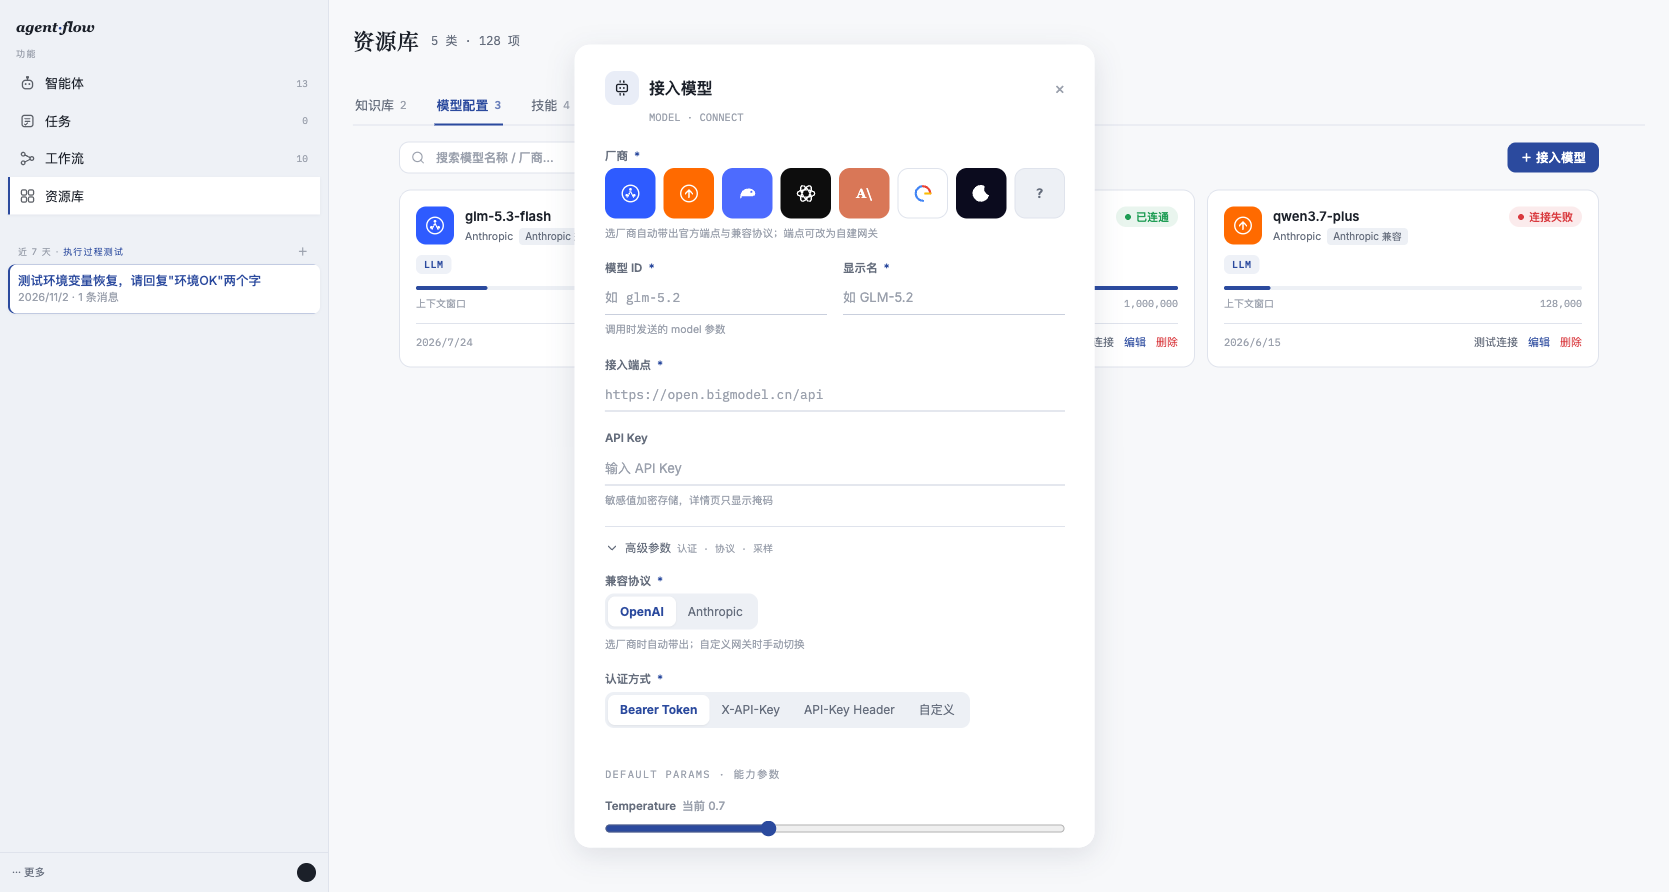 agent·flow
功能
智能体 13
任务 0
工作流 10
资源库
近 7 天 · 执行过程测试 +
测试环境变量恢复，请回复"环境OK"两个字
2026/11/2 · 1 条消息
··· 更多
资源库 5 类 · 128 项
知识库 2 模型配置 3 技能 4
搜索模型名称 / 厂商...
+ 接入模型
glm-5.3-flash
Anthropic Anthropic
LLM
上下文窗口
2026/7/24
已连通
1,000,000
连接 编辑 删除
qwen3.7-plus
连接失败
Anthropic Anthropic 兼容
LLM
上下文窗口 128,000
2026/6/15 测试连接 编辑 删除
接入模型 ×
MODEL · CONNECT
厂商 *
A\ ?
选厂商自动带出官方端点与兼容协议；端点可改为自建网关
模型 ID * 显示名 *
如 glm-5.2 如 GLM-5.2
调用时发送的 model 参数
接入端点 *
https://open.bigmodel.cn/api
API Key
输入 API Key
敏感值加密存储，详情页只显示掩码
高级参数 认证 · 协议 · 采样
兼容协议 *
OpenAI Anthropic
选厂商时自动带出；自定义网关时手动切换
认证方式 *
Bearer Token X-API-Key API-Key Header 自定义
DEFAULT PARAMS · 能力参数
Temperature 当前 0.7